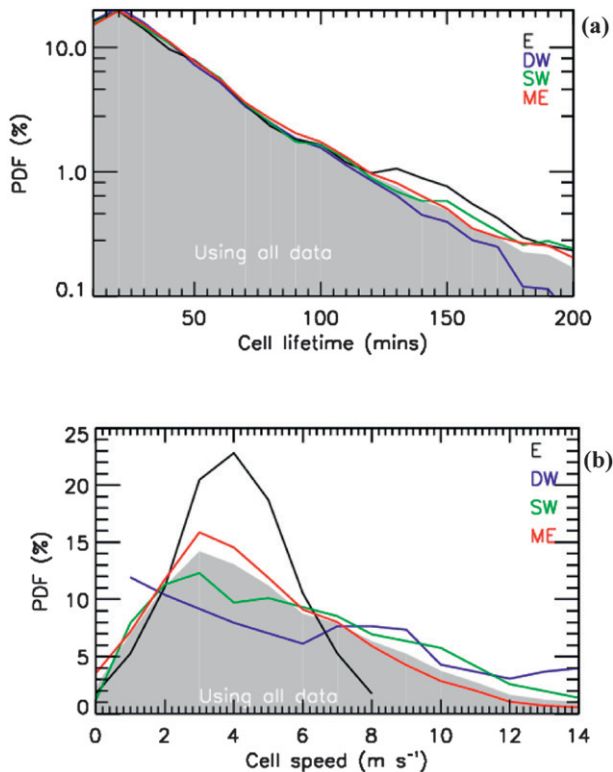 (a)
E
DW
SW
ME
10.0
1.0
0.1
PDF (%)
Using all data
50
100
150
200
Cell lifetime (mins)
(b)
E
DW
SW
ME
25
20
15
10
5
0
PDF (%)
Using all data
0
2
4
6
8
10
12
14
Cell speed (m s⁻¹)